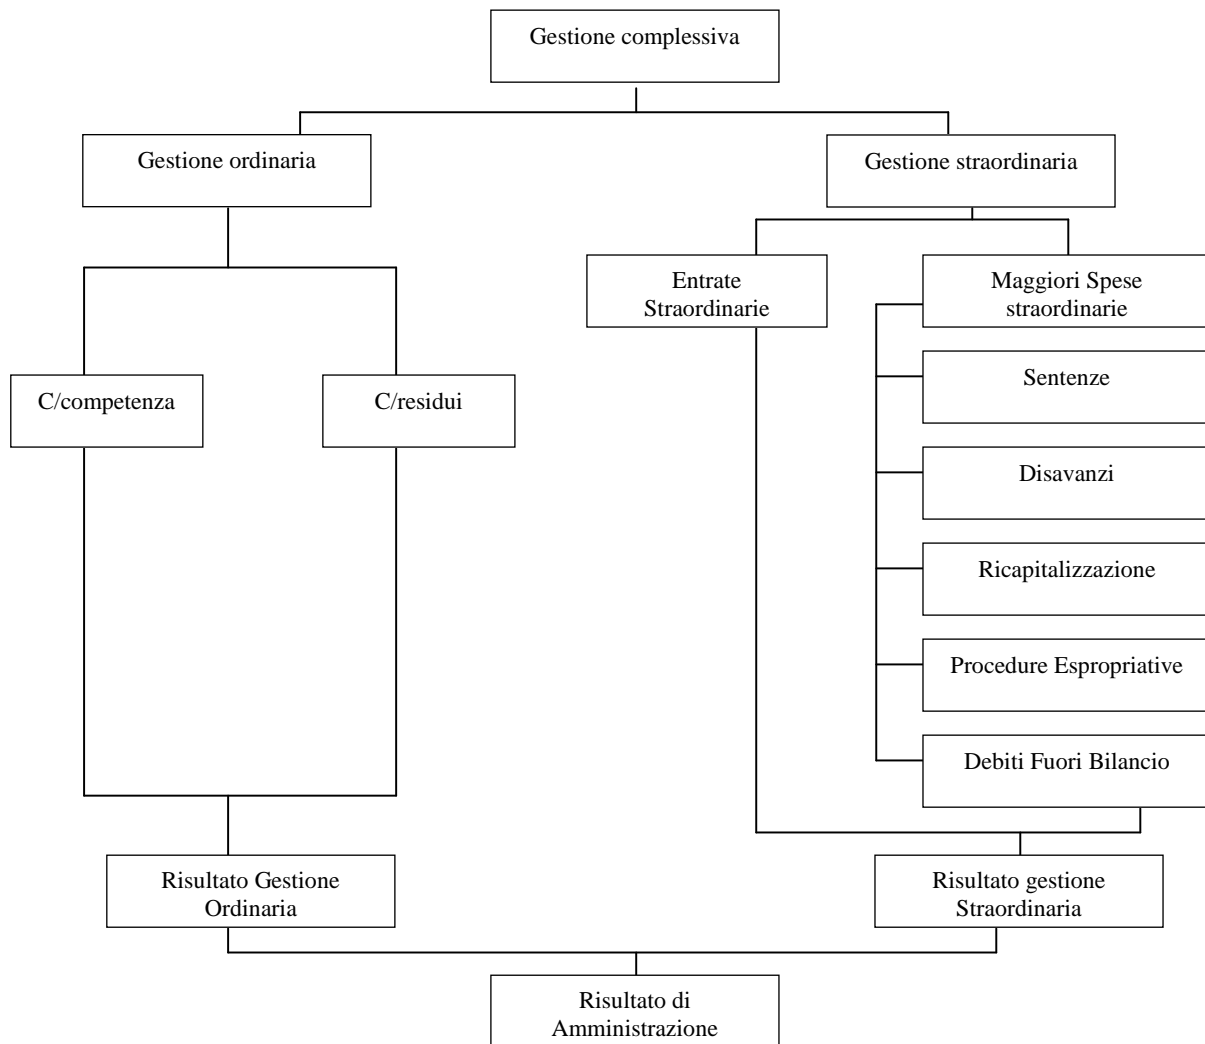 Gestione complessiva
Gestione ordinaria
Gestione straordinaria
Entrate
Straordinarie
Maggiori Spese
straordinarie
Sentenze
C/competenza
C/residui
Disavanzi
Ricapitalizzazione
Procedure Espropriative
Debiti Fuori Bilancio
Risultato Gestione
Ordinaria
Risultato gestione
Straordinaria
Risultato di
Amministrazione